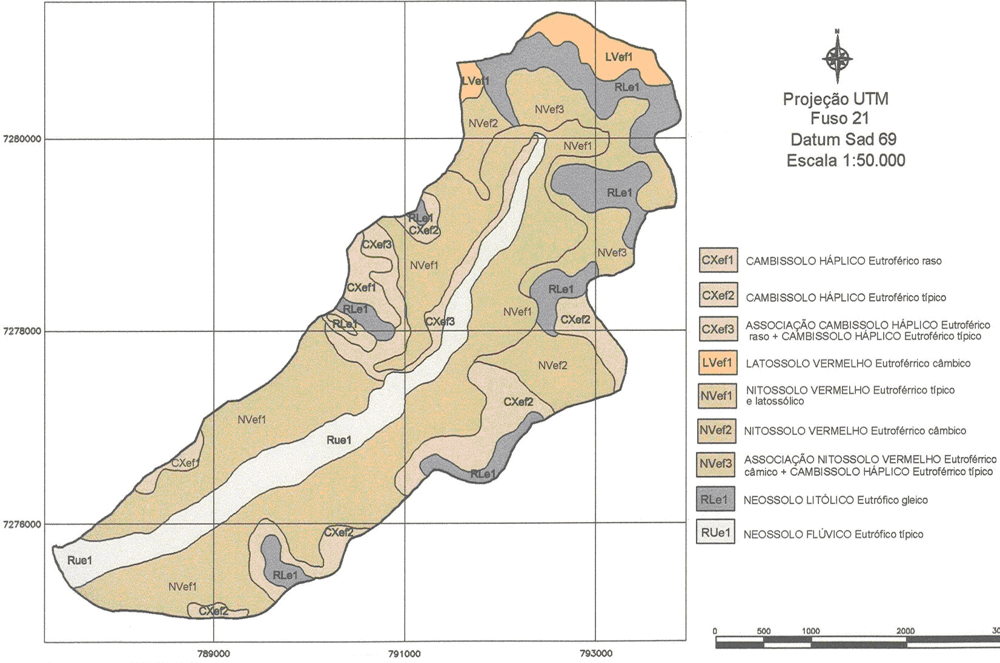 N
Projeção UTM
Fuso 21
Datum Sad 69
Escala 1:50.000
LVef1
LVef1
RLe1
NVef3
NVef2
7280000
NVef1
RLe1
RLe1
CXef2
CXef3
NVef3
NVef1
CXef1
RLe1
RLe1
RLe1
NVef1
CXef3
CXef2
7278000
NVef2
CXef2
NVef1
Rue1
CXef1
RLe1
7276000
CXef2
Rue1
RLe1
NVef1
CXef2
789000
791000
793000
CXef1 CAMBISSOLO HÁPLICO Eutroférico raso
CXef2 CAMBISSOLO HÁPLICO Eutroférico típico
CXef3 ASSOCIAÇÃO CAMBISSOLO HÁPLICO Eutroférico
raso + CAMBISSOLO HÁPLICO Eutroférico típico
LVef1 LATOSSOLO VERMELHO Eutroférrico câmbico
NVef1 NITOSSOLO VERMELHO Eutroférrico típico
e latossólico
NVef2 NITOSSOLO VERMELHO Eutroférrico câmbico
NVef3 ASSOCIAÇÃO NITOSSOLO VERMELHO Eutroférrico
câmico + CAMBISSOLO HÁPLICO Eutroférrico típico
RLe1 NEOSSOLO LITÓLICO Eutrófico gleico
RUe1 NEOSSOLO FLÚVICO Eutrófico típico
0 500 1000 2000 30